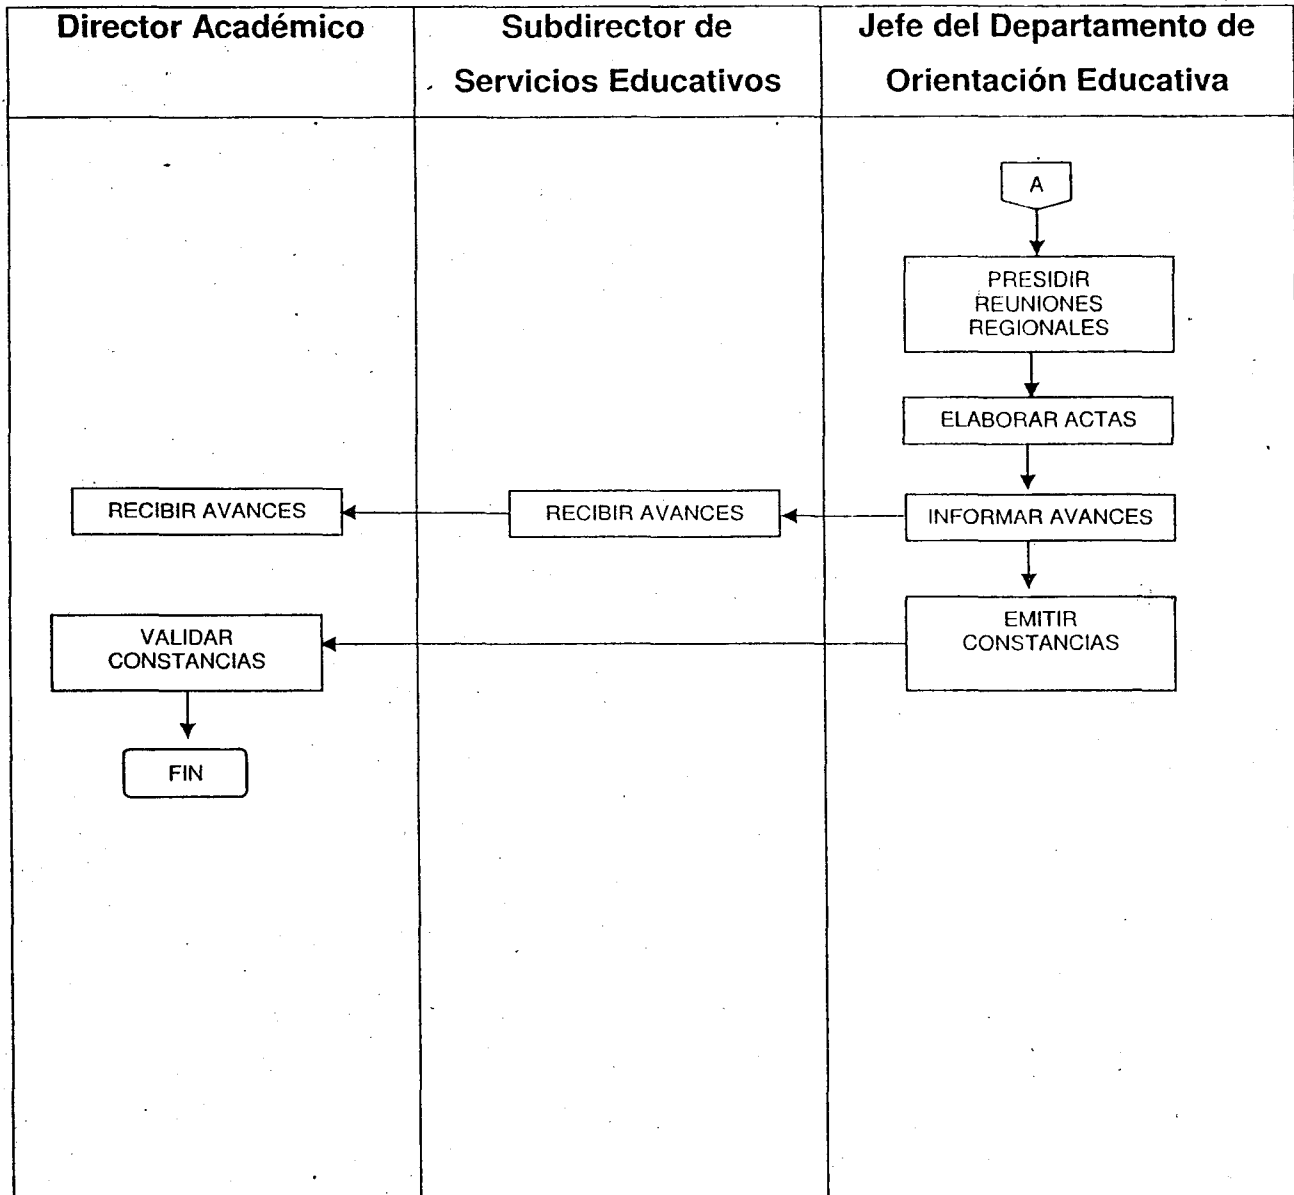 Director Académico
Subdirector de
Servicios Educativos
Jefe del Departamento de
Orientación Educativa
A
PRESIDIR
REUNIONES
REGIONALES
ELABORAR ACTAS
RECIBIR AVANCES
RECIBIR AVANCES
INFORMAR AVANCES
VALIDAR
CONSTANCIAS
EMITIR
CONSTANCIAS
FIN